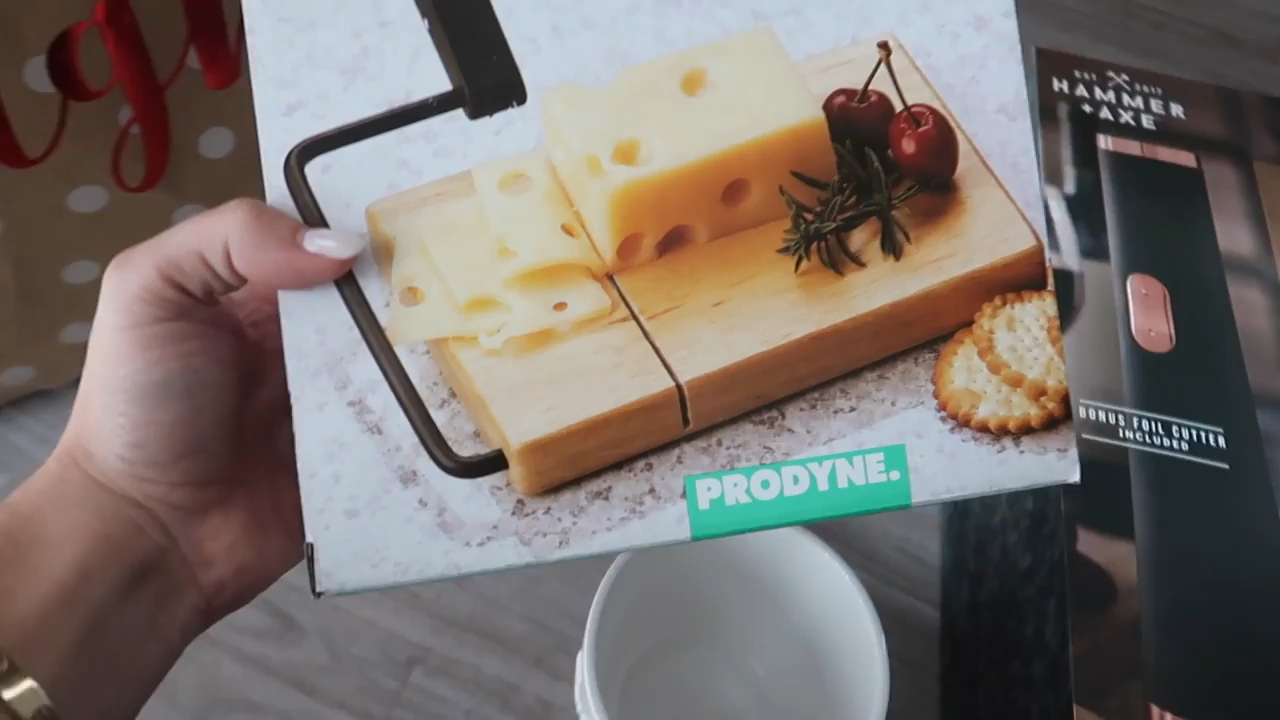 EST 2017
HAMMER
+AXE
BONUS FOIL CUTTER
INCLUDED
PRODYNE.